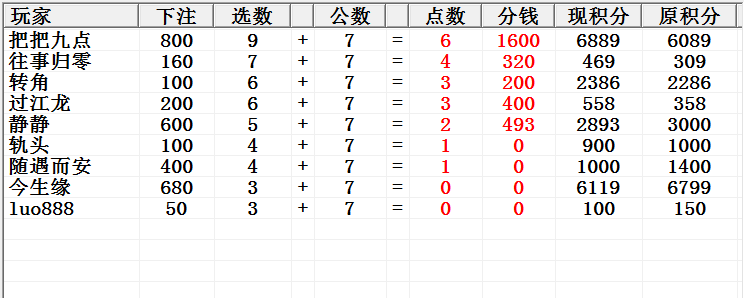 玩家 下注 选数 + 公数 = 点数 分钱 现积分 原积分
把把九点 800 9 + 7 = 6 1600 6889 6089
往事归零 160 7 + 7 = 4 320 469 309
转角 100 6 + 7 = 3 200 2386 2286
过江龙 200 6 + 7 = 3 400 558 358
静静 600 5 + 7 = 2 493 2893 3000
轨头 100 4 + 7 = 1 0 900 1000
随遇而安 400 4 + 7 = 1 0 1000 1400
今生缘 680 3 + 7 = 0 0 6119 6799
luo888 50 3 + 7 = 0 0 100 150